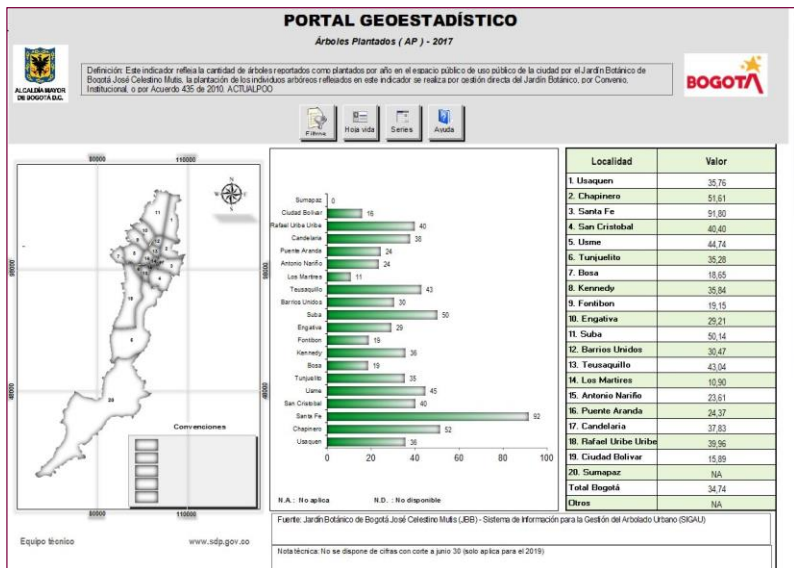 PORTAL GEOESTADÍSTICO
Árboles Plantados ( AP ) - 2017
ALCALDÍA MAYOR
DE BOGOTÁ D.C.
Definición: Este indicador refleja la cantidad de árboles reportados como plantados por año en el espacio público de uso público de la ciudad por el Jardín Botánico de
Bogotá José Celestino Mutis, la plantación de los individuos arbóreos reflejados en este indicador se realiza por gestión directa del Jardín Botánico, por Convenio,
Institucional, o por Acuerdo 435 de 2010. ACTUALPOO
BOGOTÁ
Filtros
Hoja vida
Series
Ayuda
90000 110000
11
20
Convenciones
90000 110000
Equipo técnico
www.sdp.gov.co
Sumapaz 0
Ciudad Bolivar 16
Rafael Uribe Uribe 40
Candelaria 38
Puente Aranda 24
Antonio Nariño 24
Los Martires 11
Teusaquillo 43
Barrios Unidos 30
Suba 50
Engativa 29
Fontibon 19
Kennedy 36
Bosa 19
Tunjuelito 35
Usme 45
San Cristobal 40
Santa Fe 92
Chapinero 52
Usaquen 36
0 20 40 60 80 100
N.A.: No aplica N.D. : No disponible
Localidad Valor
1. Usaquen 35,76
2. Chapinero 51,61
3. Santa Fe 91,80
4. San Cristobal 40,40
5. Usme 44,74
6. Tunjuelito 35,28
7. Bosa 18,65
8. Kennedy 35,84
9. Fontibon 19,15
10. Engativa 29,21
11. Suba 50,14
12. Barrios Unidos 30,47
13. Teusaquillo 43,04
14. Los Martires 10,90
15. Antonio Nariño 23,61
16. Puente Aranda 24,37
17. Candelaria 37,83
18. Rafael Uribe Uribe 39,96
19. Ciudad Bolivar 15,89
20. Sumapaz NA
Total Bogotá 34,74
Otros NA
Fuente: Jardín Botánico de Bogotá José Celestino Mutis (JBB) - Sistema de Información para la Gestión del Arbolado Urbano (SIGAU)
Nota técnica: No se dispone de cifras con corte a junio 30 (solo aplica para el 2019)